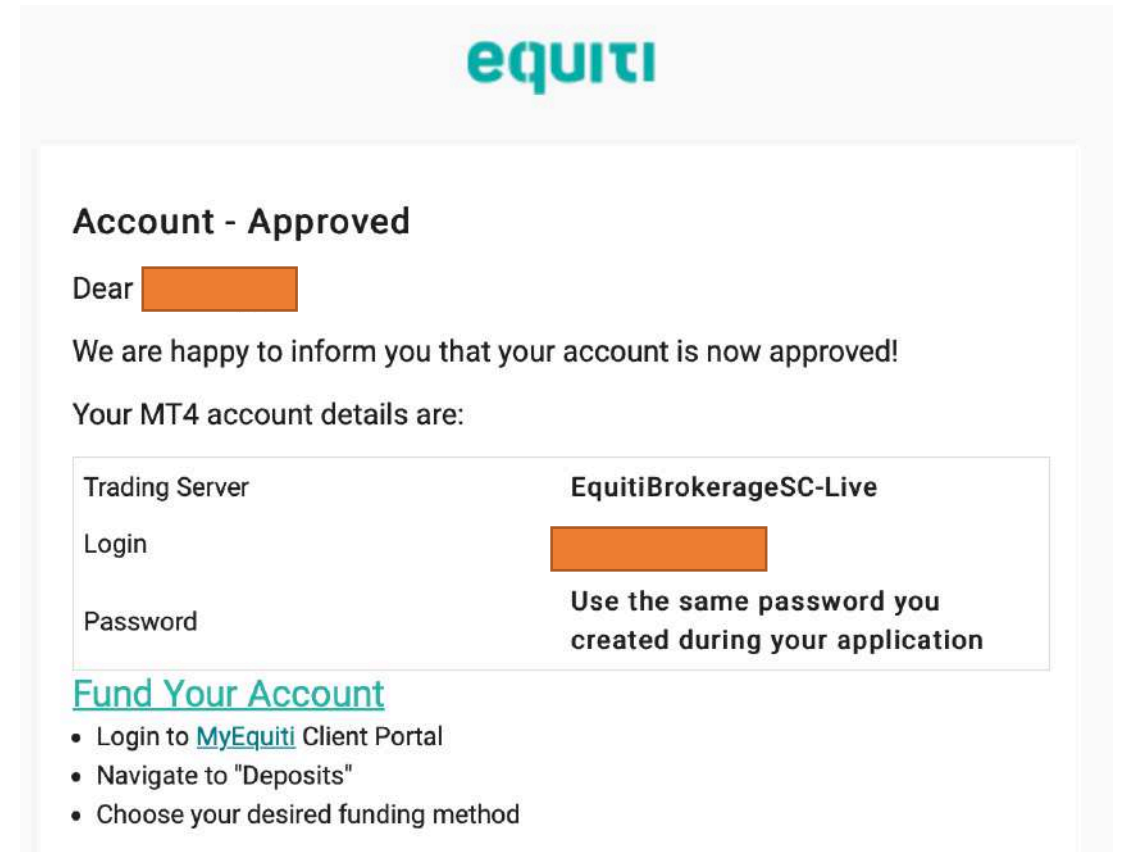 equiti
Account - Approved
Dear
We are happy to inform you that your account is now approved!
Your MT4 account details are:
Trading Server EquitiBrokerageSC-Live
Login
Password Use the same password you
created during your application
Fund Your Account
• Login to MyEquiti Client Portal
• Navigate to "Deposits"
• Choose your desired funding method